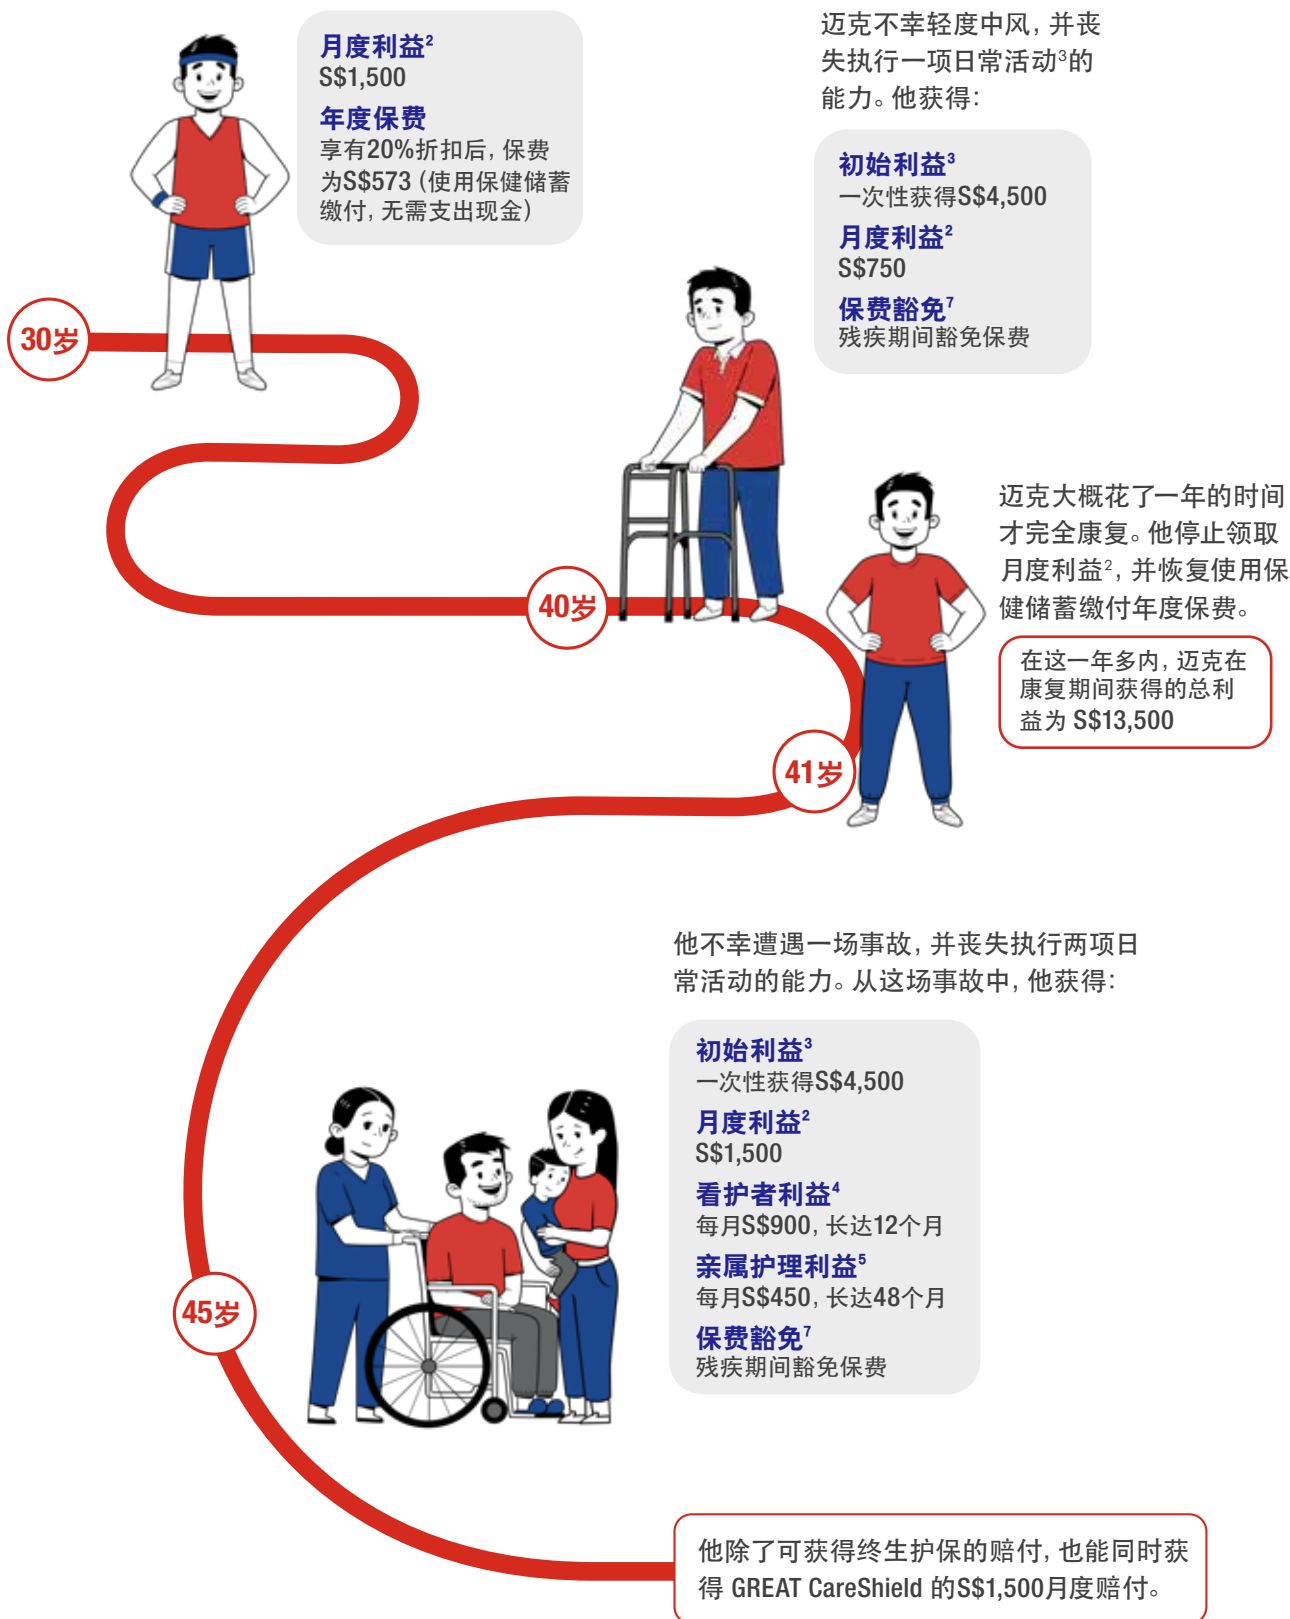 月度利益²
S$1,500
年度保费
享有20%折扣后, 保费
为S$573 (使用保健储蓄
缴付, 无需支出现金)
30岁
迈克不幸轻度中风, 并丧
失执行一项日常活动³的
能力。他获得:
初始利益³
一次性获得S$4,500
月度利益²
S$750
保费豁免⁷
残疾期间豁免保费
40岁
迈克大概花了一年的时间
才完全康复。他停止领取
月度利益², 并恢复使用保
健储蓄缴付年度保费。
在这一年多内, 迈克在
康复期间获得的总利
益为 S$13,500
41岁
他不幸遭遇一场事故, 并丧失执行两项日
常活动的能力。从这场事故中, 他获得:
初始利益³
一次性获得S$4,500
月度利益²
S$1,500
看护者利益⁴
每月S$900, 长达12个月
亲属护理利益⁵
每月S$450, 长达48个月
保费豁免⁷
残疾期间豁免保费
45岁
他除了可获得终生护保的赔付, 也能同时获
得 GREAT CareShield 的S$1,500月度赔付。